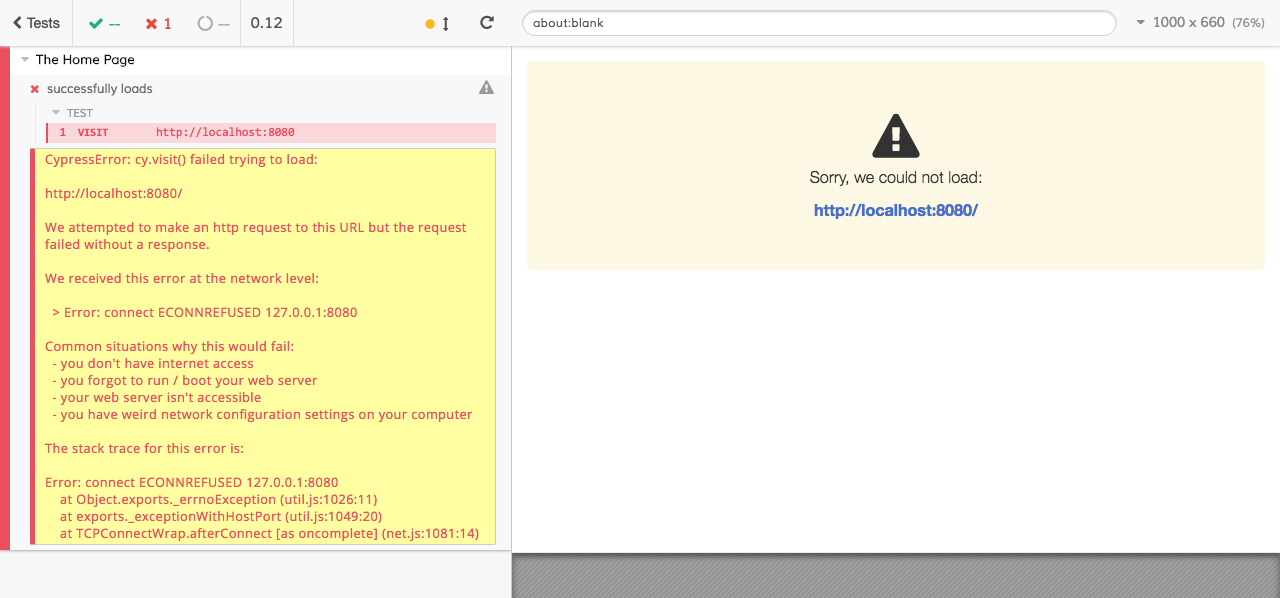 Tests -- 1 -- 0.12 about:blank 1000 x 660 (76%)
The Home Page
successfully loads
TEST
1 VISIT http://localhost:8080
CypressError: cy.visit() failed trying to load:
http://localhost:8080/
We attempted to make an http request to this URL but the request
failed without a response.
We received this error at the network level:
> Error: connect ECONNREFUSED 127.0.0.1:8080
Common situations why this would fail:
- you don't have internet access
- you forgot to run / boot your web server
- your web server isn't accessible
- you have weird network configuration settings on your computer
The stack trace for this error is:
Error: connect ECONNREFUSED 127.0.0.1:8080
at Object.exports._errnoException (util.js:1026:11)
at exports._exceptionWithHostPort (util.js:1049:20)
at TCPConnectWrap.afterConnect [as oncomplete] (net.js:1081:14)
Sorry, we could not load:
http://localhost:8080/